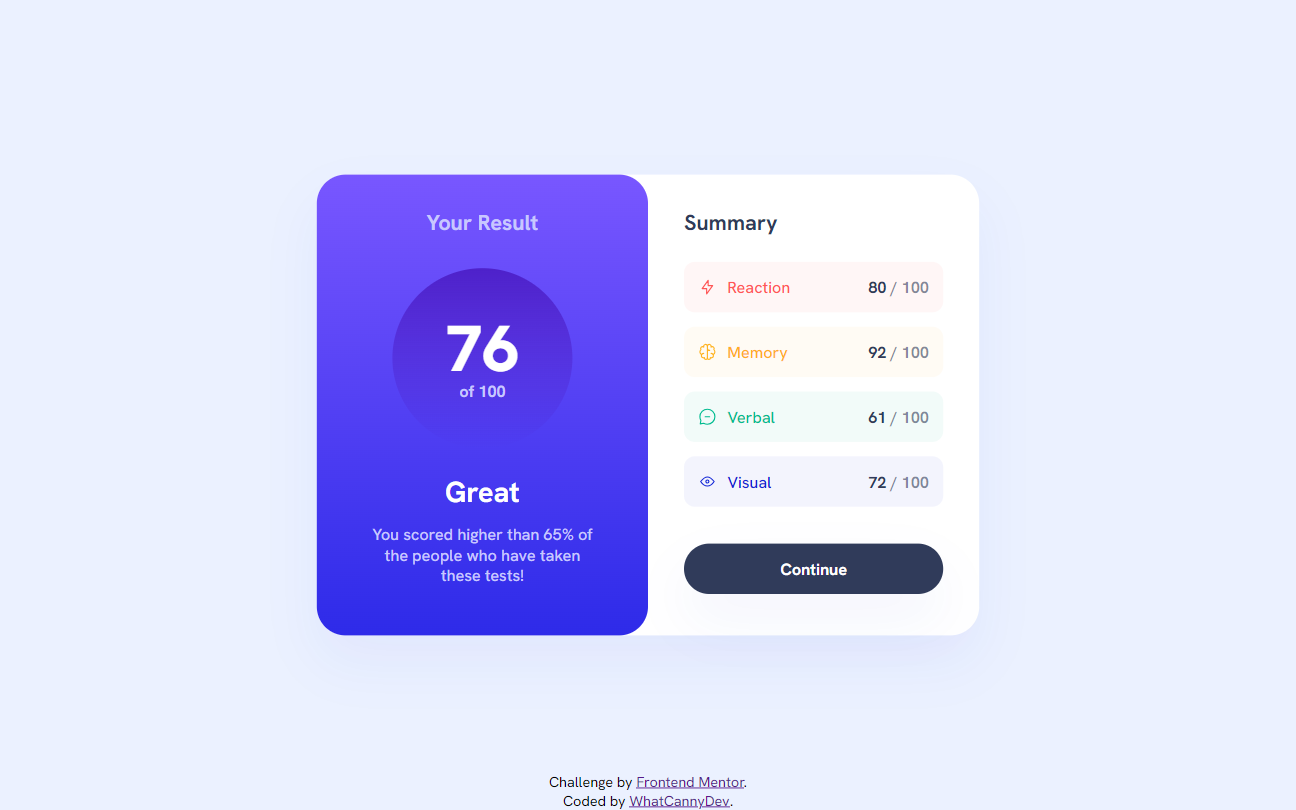 Your Result
76
of 100
Great
You scored higher than 65% of
the people who have taken
these tests!
Summary
Reaction 80 / 100
Memory 92 / 100
Verbal 61 / 100
Visual 72 / 100
Continue
Challenge by Frontend Mentor.
Coded by WhatCannyDev.